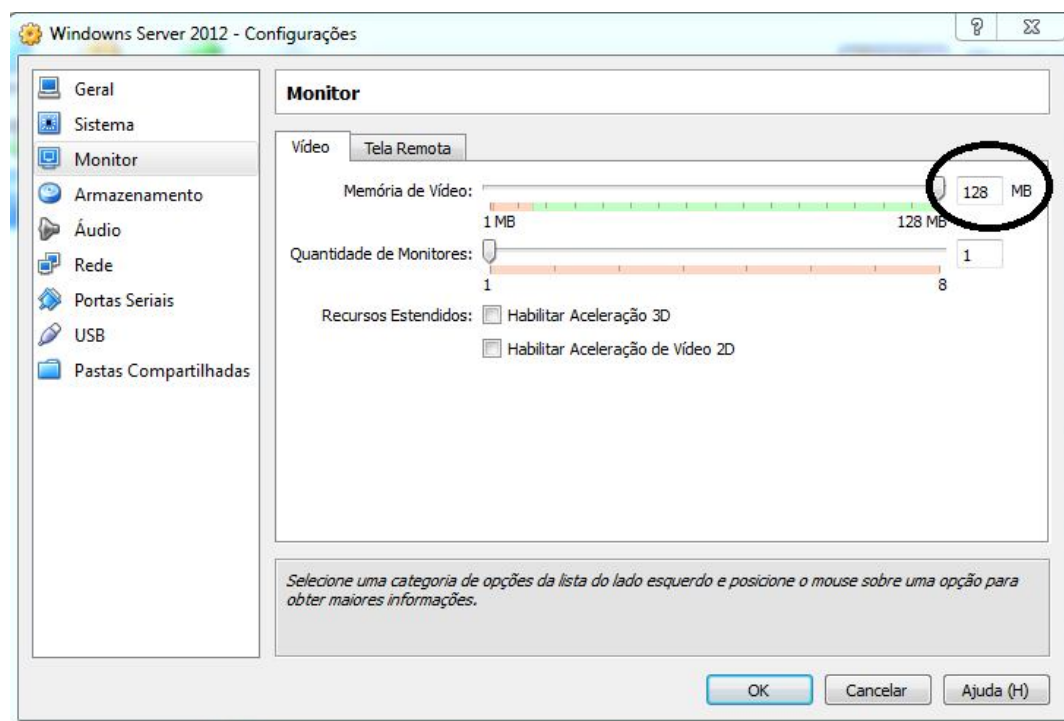 Windowns Server 2012 - Configurações
Geral
Sistema
Monitor
Armazenamento
Áudio
Rede
Portas Seriais
USB
Pastas Compartilhadas
Monitor
Vídeo
Tela Remota
Memória de Vídeo:
128 MB
1 MB
128 MB
Quantidade de Monitores:
1
1
8
Recursos Estendidos:
Habilitar Aceleração 3D
Habilitar Aceleração de Vídeo 2D
Selecione uma categoria de opções da lista do lado esquerdo e posicione o mouse sobre uma opção para
obter maiores informações.
OK
Cancelar
Ajuda (H)